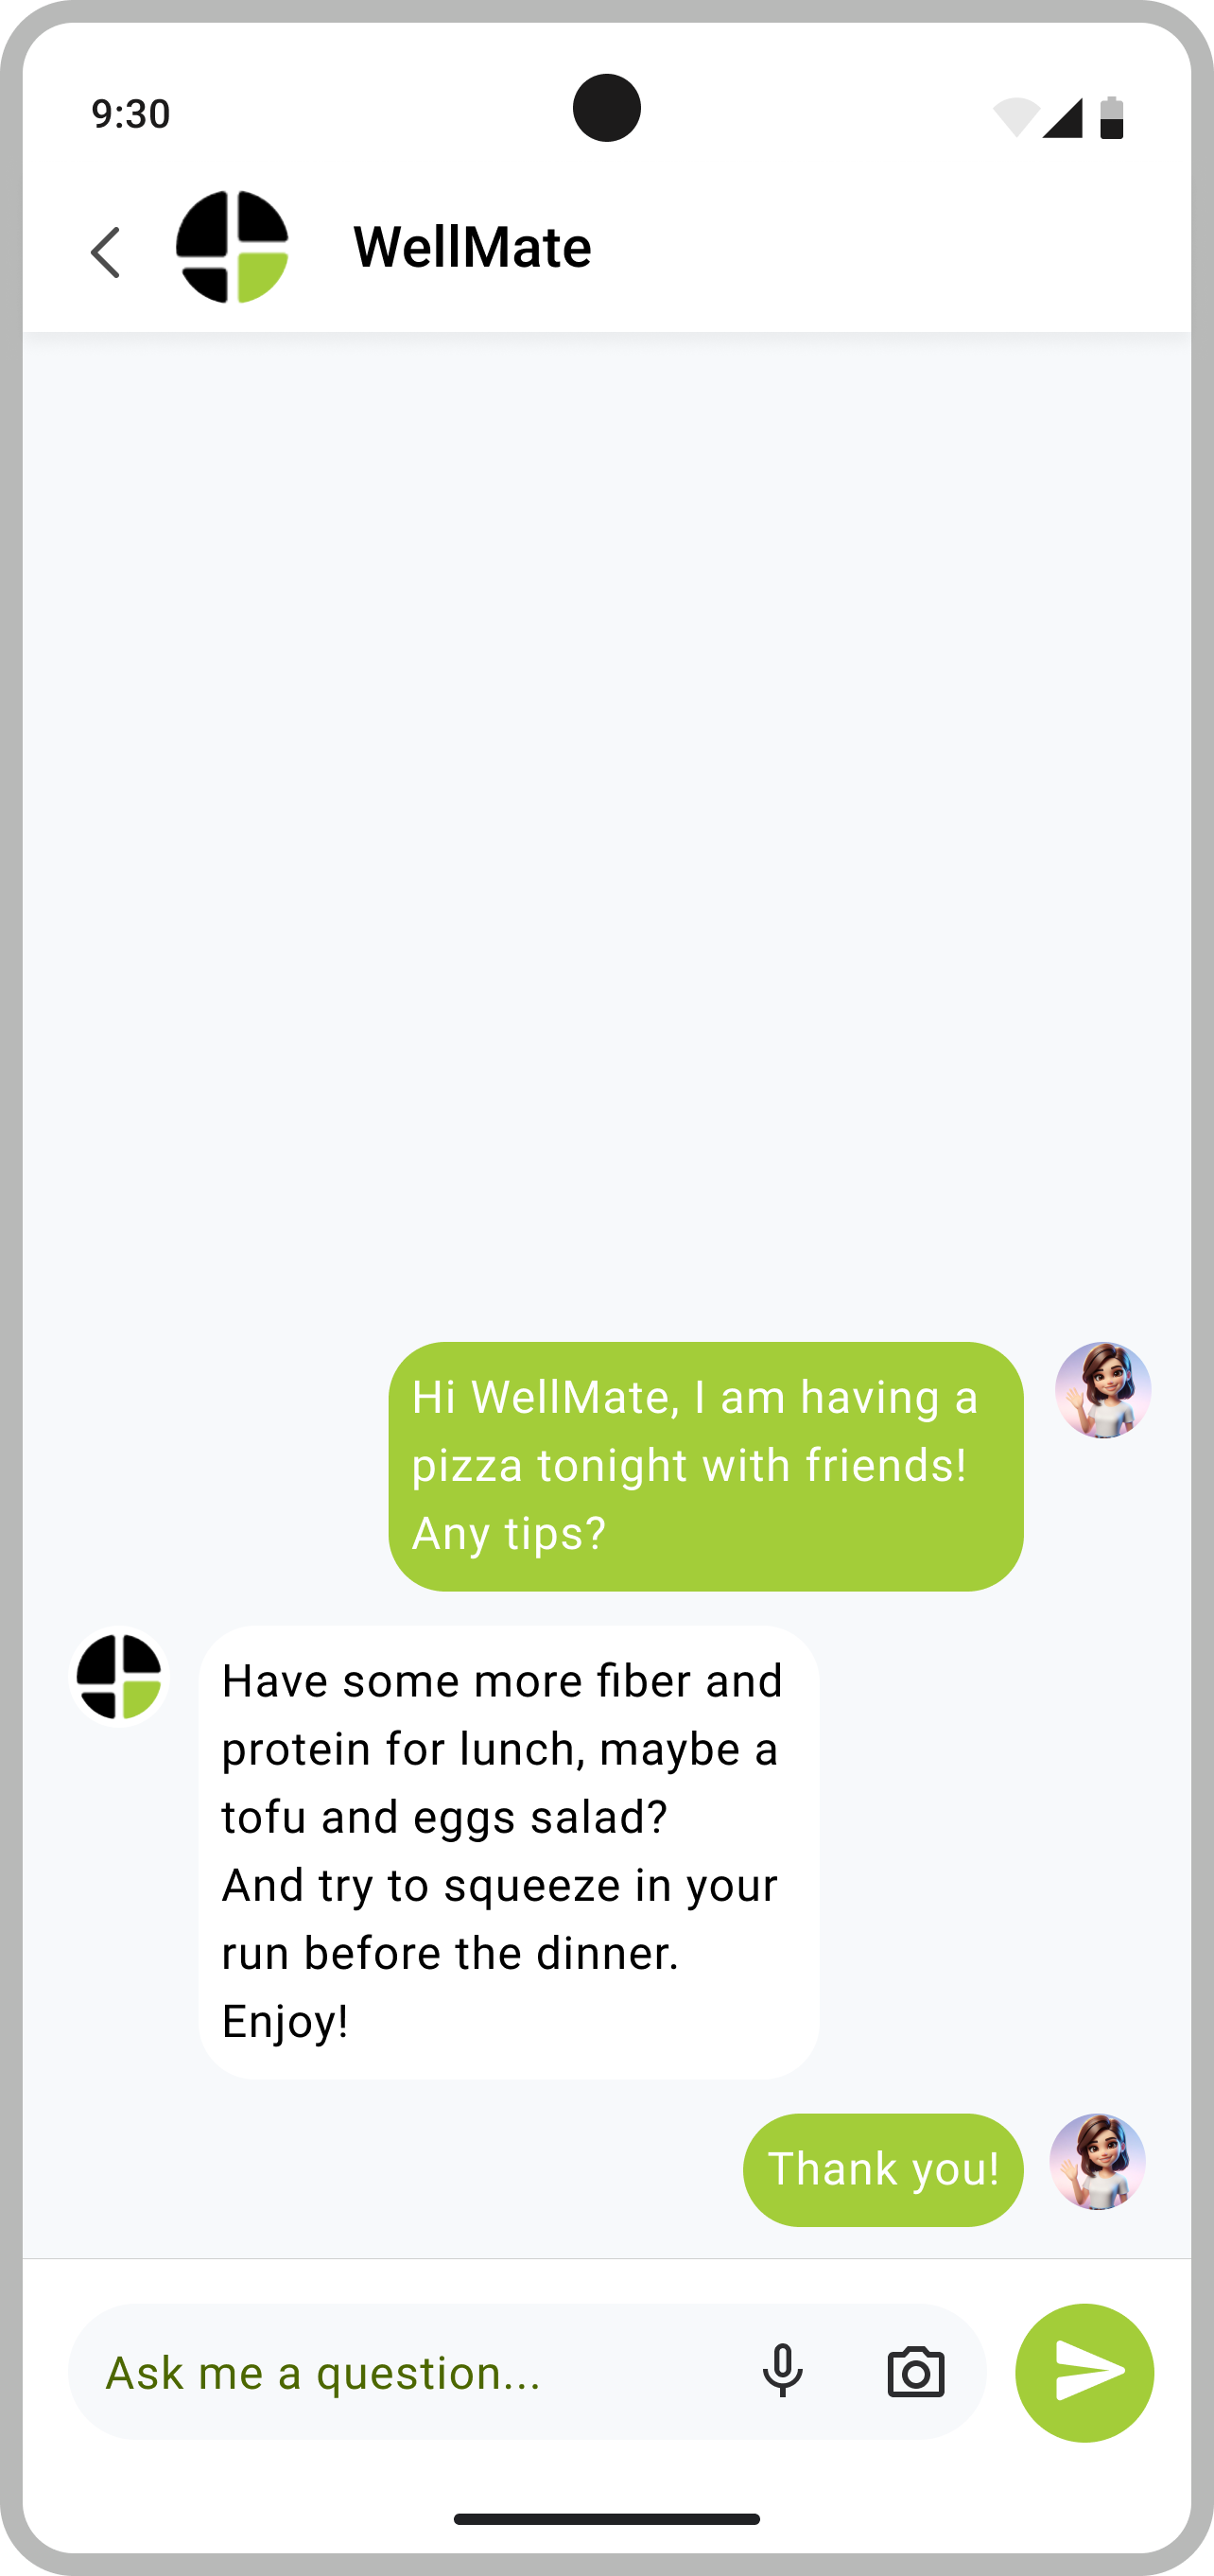 9:30
WellMate
Hi WellMate, I am having a
pizza tonight with friends!
Any tips?
Have some more fiber and
protein for lunch, maybe a
tofu and eggs salad?
And try to squeeze in your
run before the dinner.
Enjoy!
Thank you!
Ask me a question...